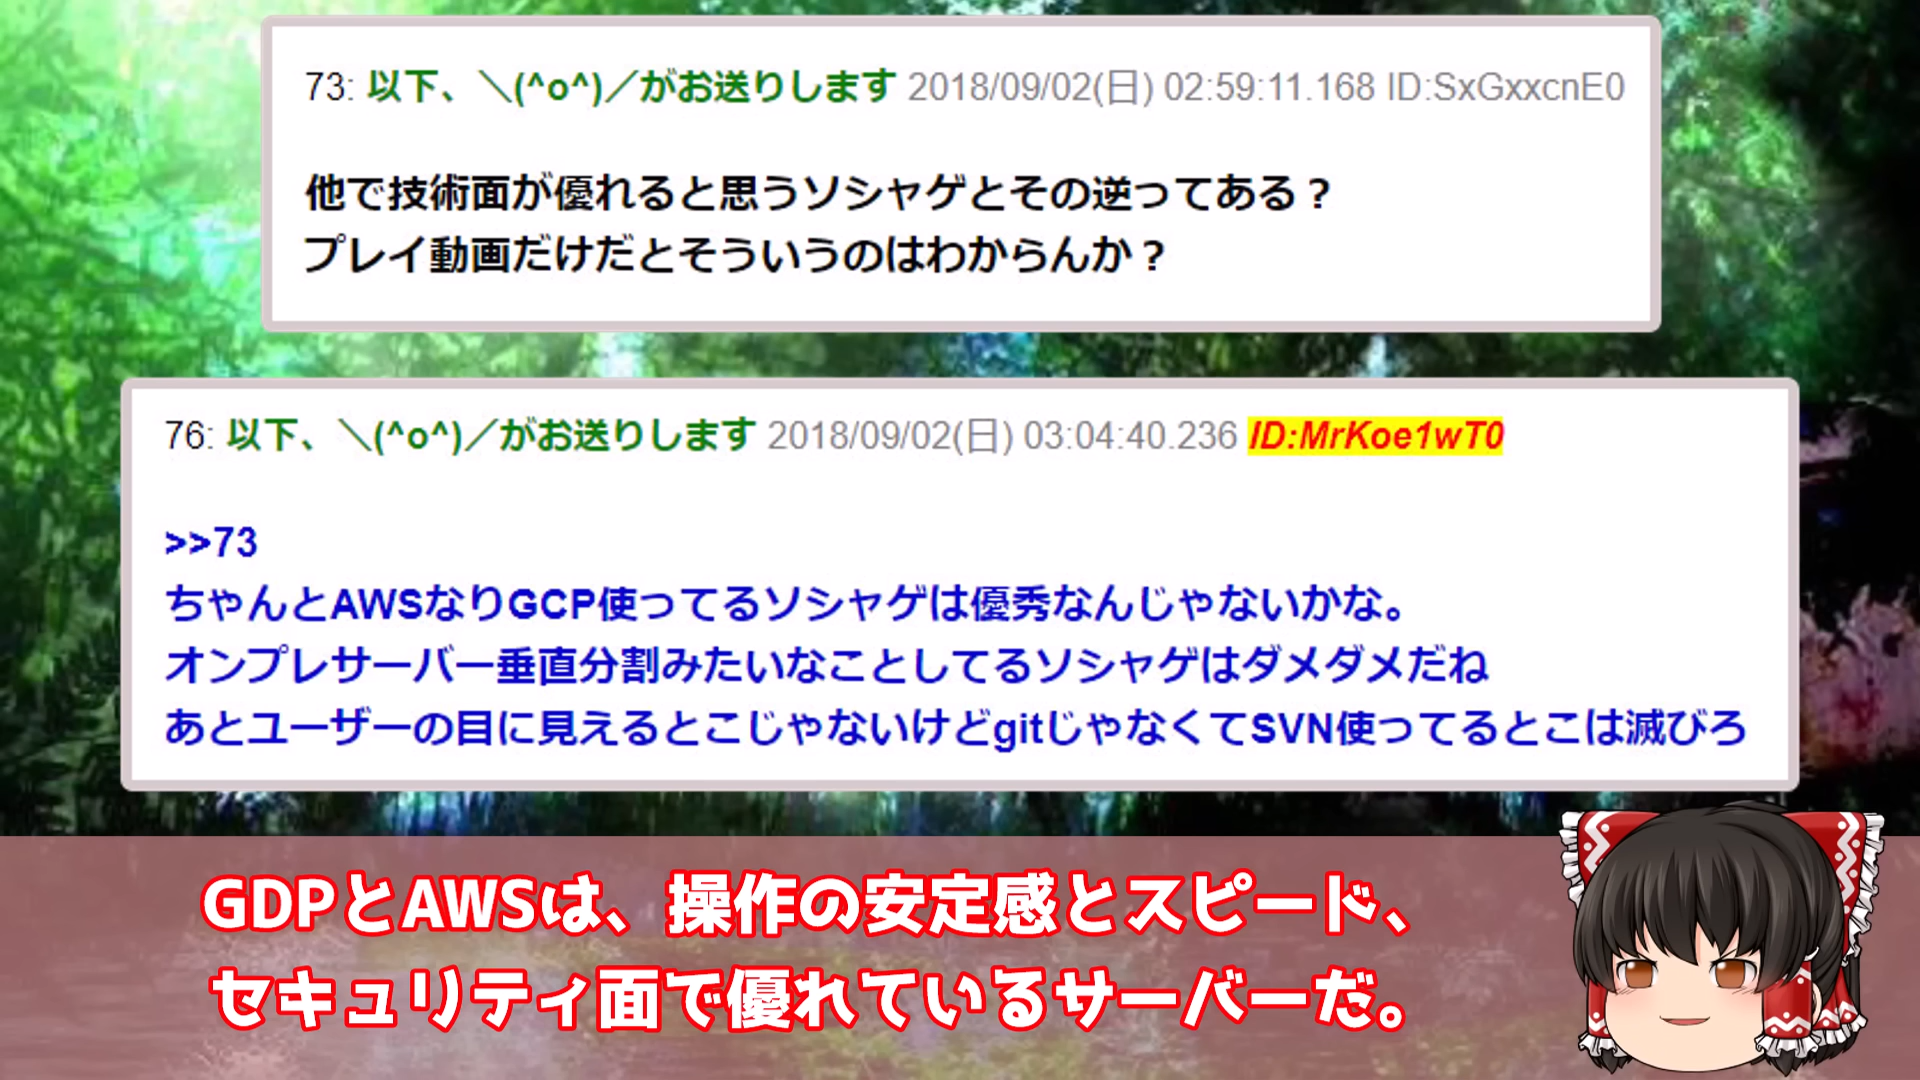 73: 以下、＼(^o^)／がお送りします 2018/09/02(日) 02:59:11.168 ID:SxGxxcnE0
他で技術面が優れると思うソシャゲとその逆ってある？
プレイ動画だけだとそういうのはわからんか？
76: 以下、＼(^o^)／がお送りします 2018/09/02(日) 03:04:40.236 ID:MrKoe1wT0
>>73
ちゃんとAWSなりGCP使ってるソシャゲは優秀なんじゃないかな。
オンプレサーバー垂直分割みたいなことしてるソシャゲはダメダメだね
あとユーザーの目に見えるとこじゃないけどgitじゃなくてSVN使ってるとこは滅びろ
GDPとAWSは、操作の安定感とスピード、
セキュリティ面で優れているサーバーだ。